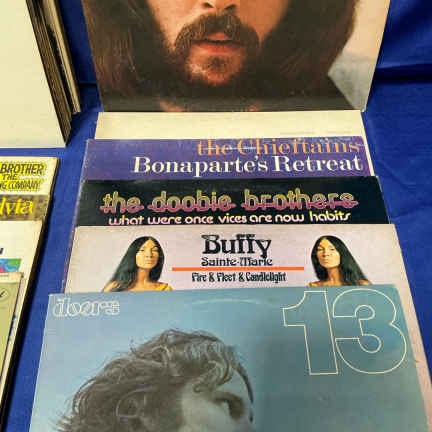 BROTHER
THE
G COMPANY
lvia
the Chieftains
Bonaparte's Retreat
the doobie brothers
what were once vices are now habits
Buffy
Sainte-Marie
Fire & Fleet & Candlelight
doors
13